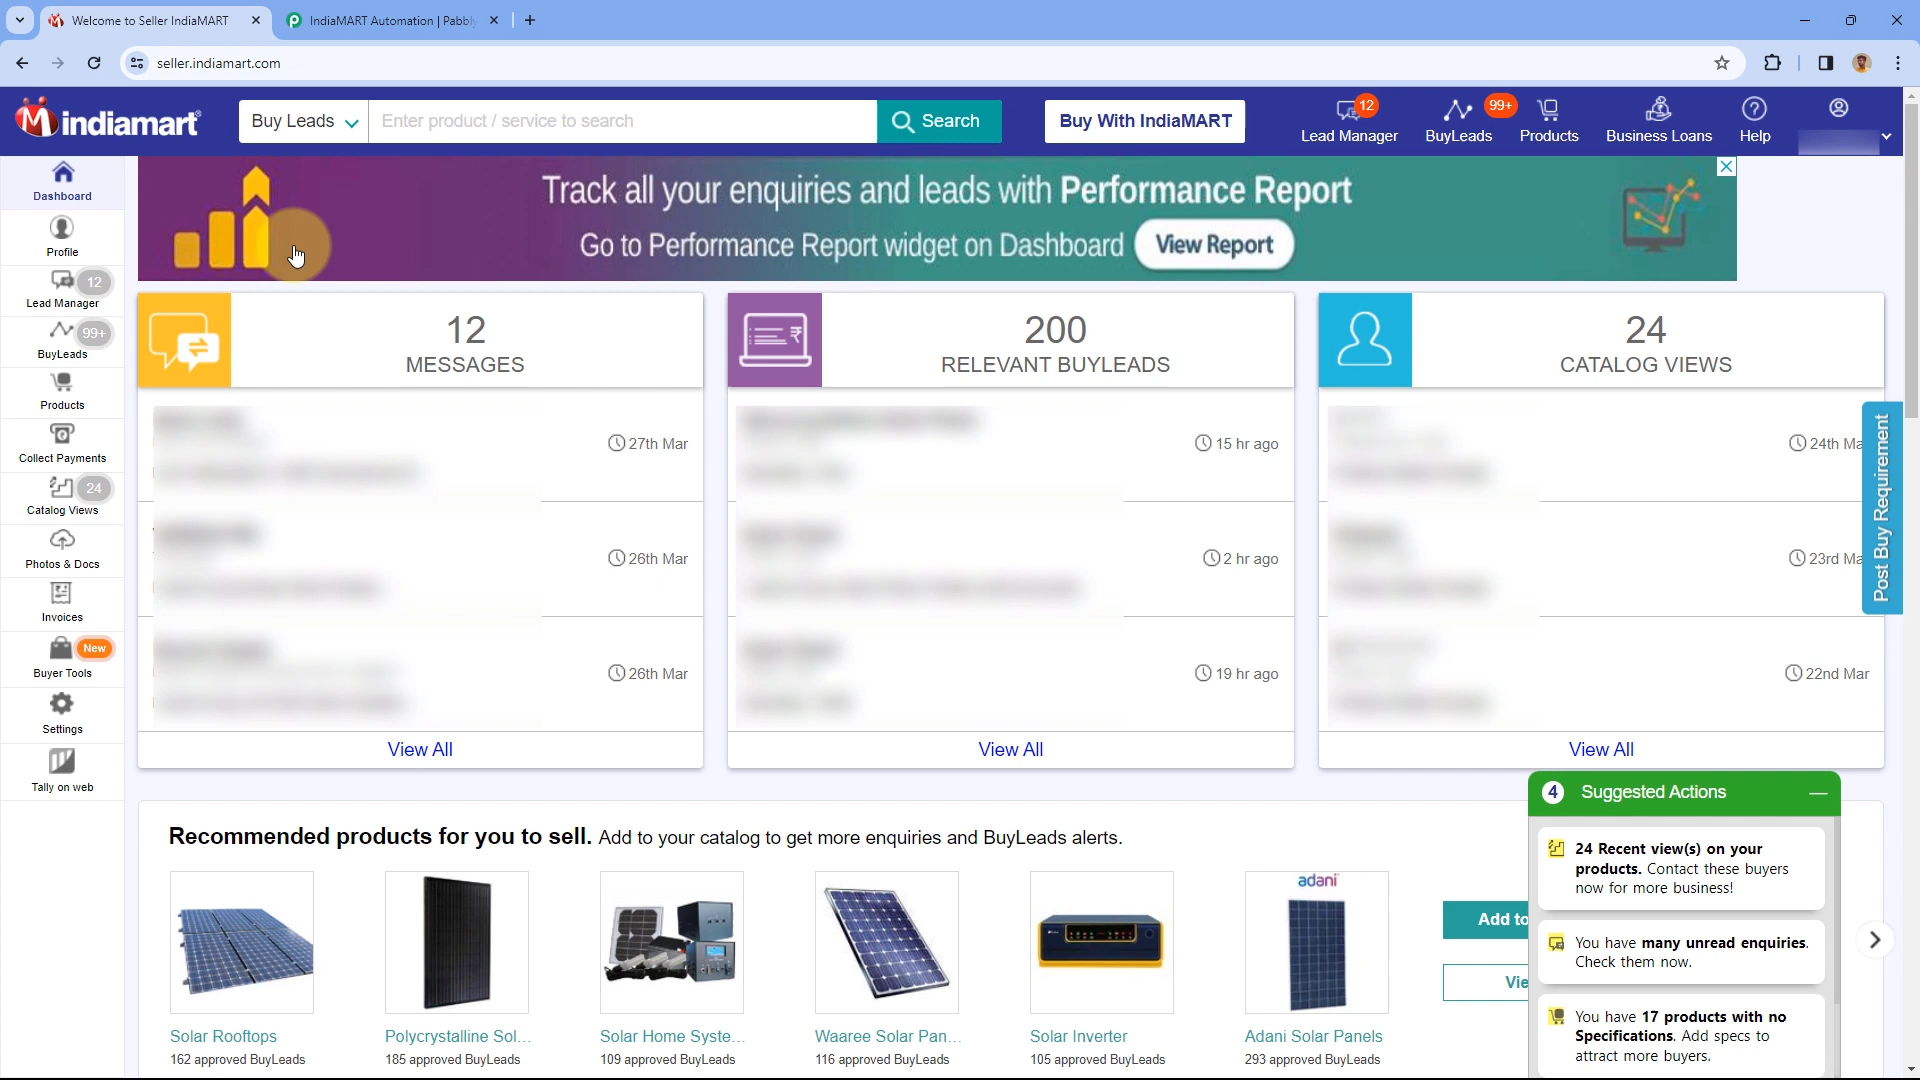 Welcome to Seller IndiaMART
IndiaMART Automation | Pabbly
seller.indiamart.com
indiamart
Buy Leads
Enter product / service to search
Search
Buy With IndiaMART
12
Lead Manager
99+
BuyLeads
Products
Business Loans
Help
Dashboard
Profile
12
Lead Manager
99+
BuyLeads
Products
Collect Payments
24
Catalog Views
Photos & Docs
Invoices
New
Buyer Tools
Settings
Tally on web
Track all your enquiries and leads with Performance Report
Go to Performance Report widget on Dashboard View Report
12
MESSAGES
27th Mar
26th Mar
26th Mar
View All
200
RELEVANT BUYLEADS
15 hr ago
2 hr ago
19 hr ago
View All
24
CATALOG VIEWS
24th Ma
23rd Ma
22nd Mar
View All
Post Buy Requirement
Recommended products for you to sell. Add to your catalog to get more enquiries and BuyLeads alerts.
adani
Solar Rooftops
162 approved BuyLeads
Polycrystalline Sol...
185 approved BuyLeads
Solar Home Syste...
109 approved BuyLeads
Waaree Solar Pan...
116 approved BuyLeads
Solar Inverter
105 approved BuyLeads
Adani Solar Panels
293 approved BuyLeads
Add to
Vie
4 Suggested Actions
24 Recent view(s) on your
products. Contact these buyers
now for more business!
You have many unread enquiries.
Check them now.
You have 17 products with no
Specifications. Add specs to
attract more buyers.